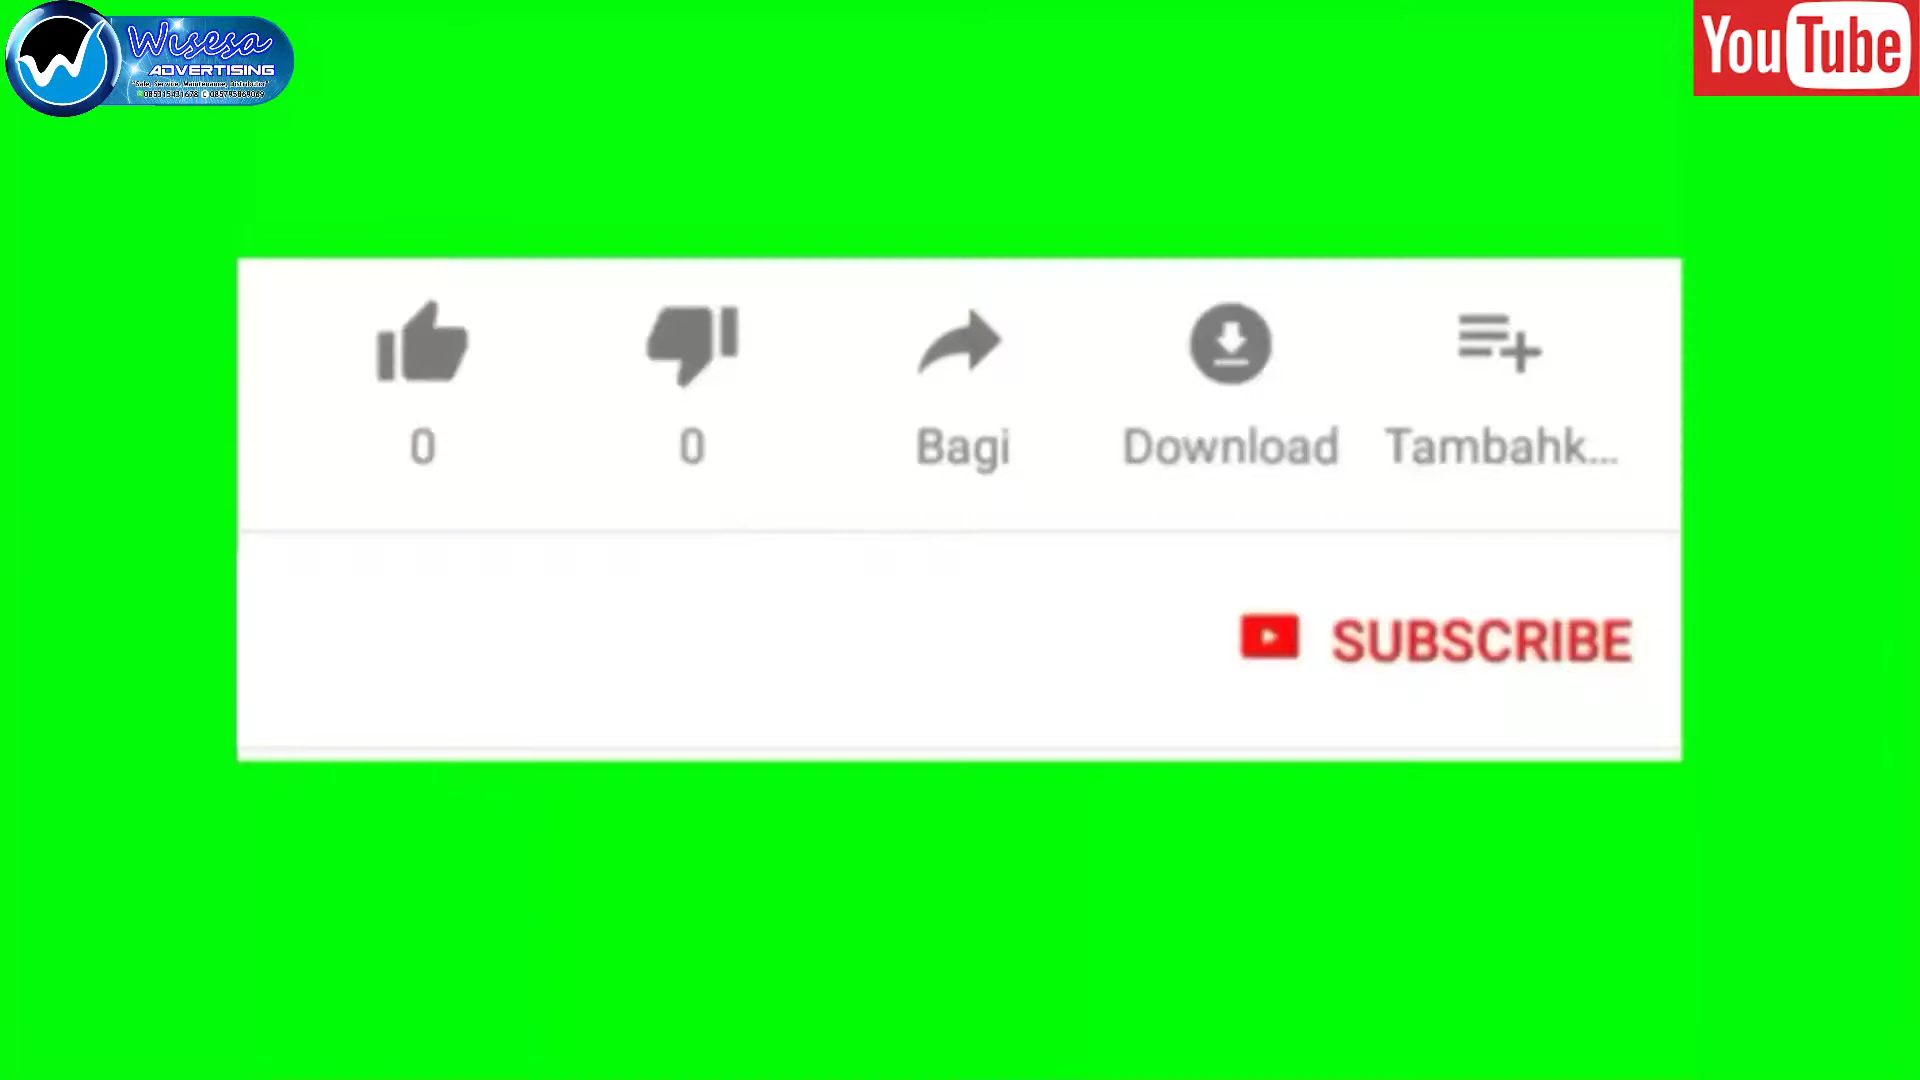 Wisesa
ADVERTISING
YouTube
0
0
Bagi
Download
Tambahk...
SUBSCRIBE